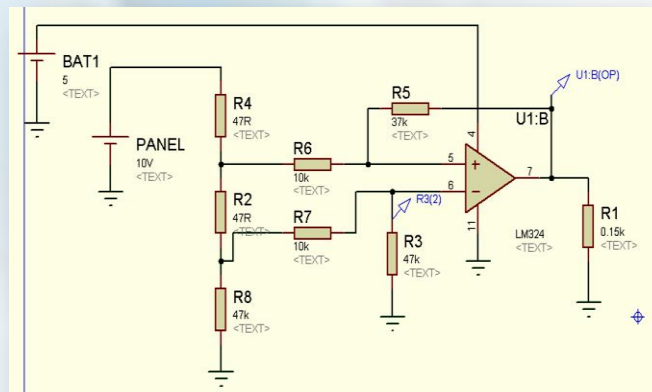 BAT1
5
<TEXT>
PANEL
10V
<TEXT>
R4
47R
<TEXT>
R2
47R
<TEXT>
R8
47k
<TEXT>
R6
10k
<TEXT>
R7
10k
<TEXT>
R5
37k
<TEXT>
R3(2)
R3
47k
<TEXT>
U1:B
U1:B(OP)
4
5
6
7
11
LM324
<TEXT>
R1
0.15k
<TEXT>